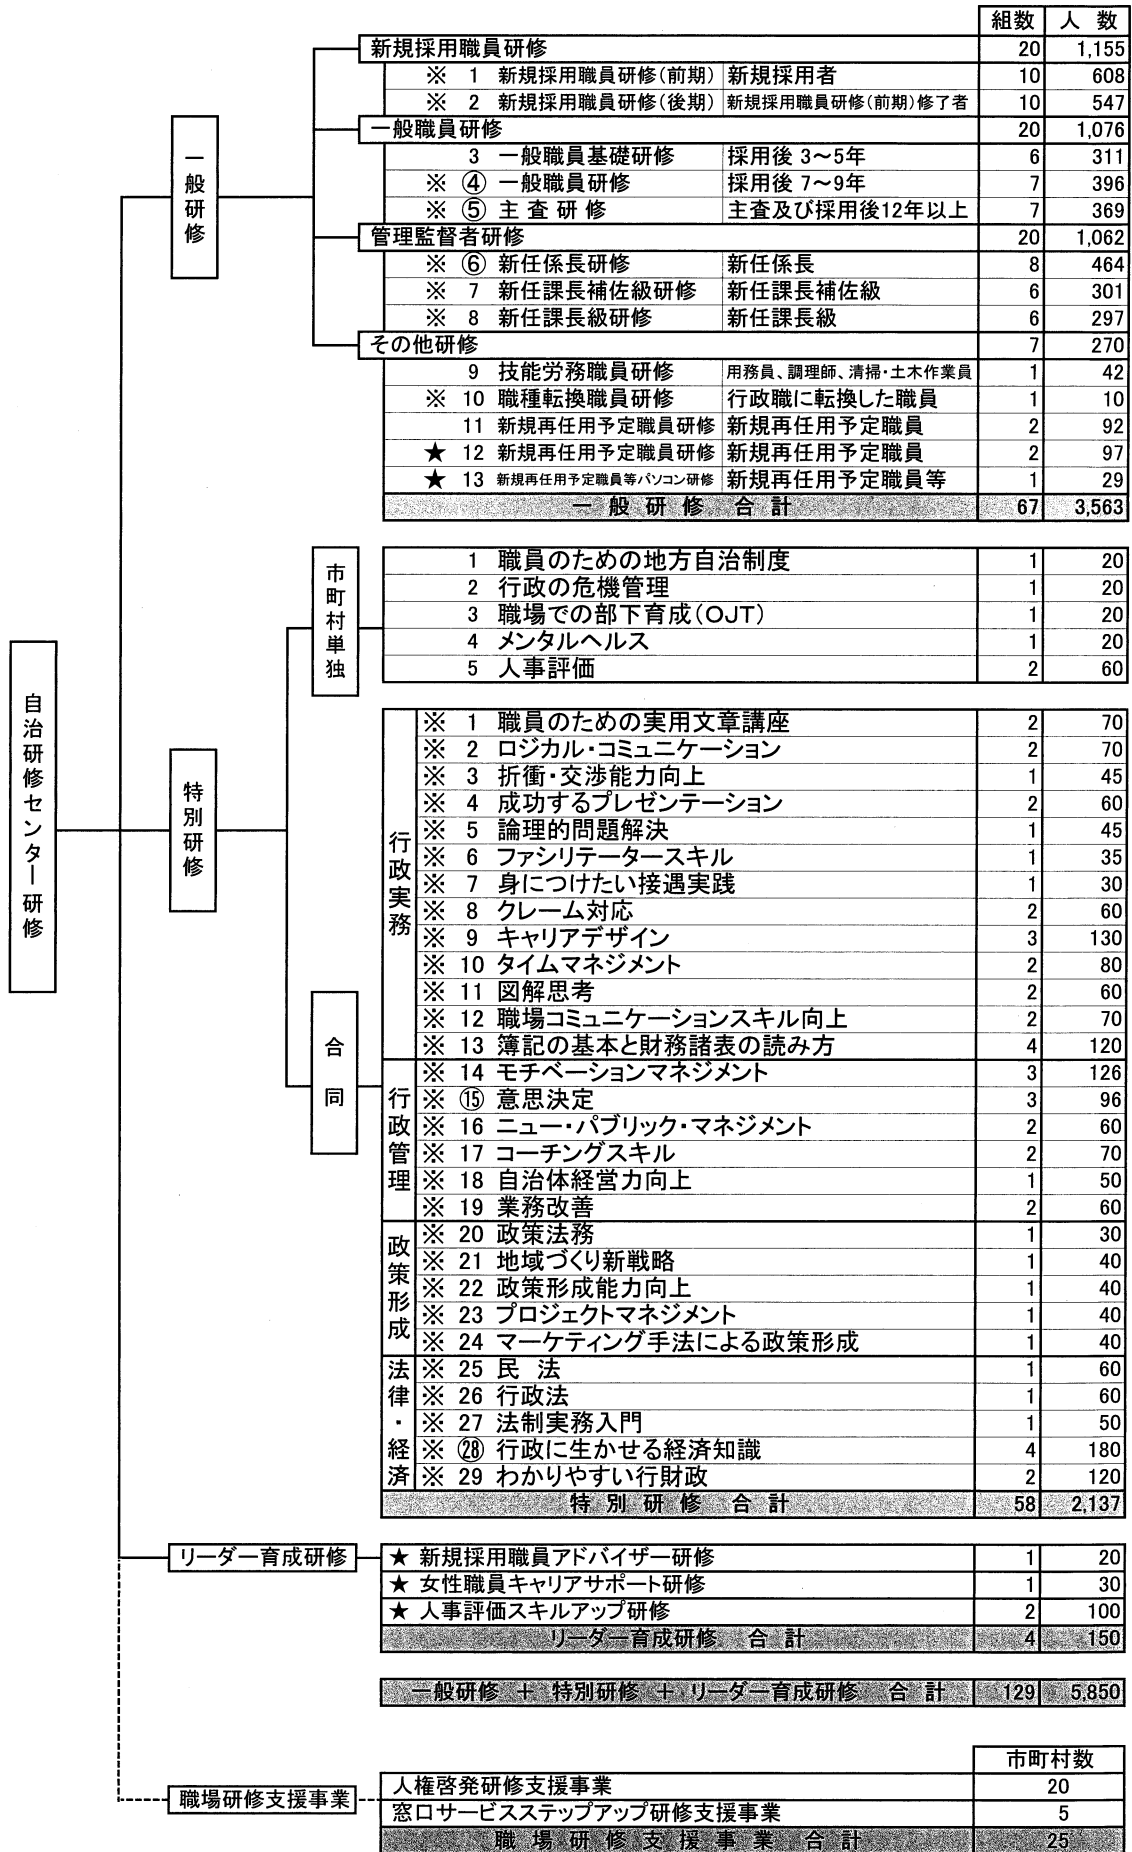 組数 人 数
新規採用職員研修 20 1,155
※ 1 新規採用職員研修(前期) 新規採用者 10 608
※ 2 新規採用職員研修(後期) 新規採用職員研修(前期)修了者 10 547
一般職員研修 20 1,076
3 一般職員基礎研修 採用後 3～5年 6 311
※ ④ 一般職員研修 採用後 7～9年 7 396
※ ⑤ 主 査 研 修 主査及び採用後12年以上 7 369
管理監督者研修 20 1,062
※ ⑥ 新任係長研修 新任係長 8 464
※ 7 新任課長補佐級研修 新任課長補佐級 6 301
※ 8 新任課長級研修 新任課長級 6 297
その他研修 7 270
9 技能労務職員研修 用務員、調理師、清掃・土木作業員 1 42
※ 10 職種転換職員研修 行政職に転換した職員 1 10
11 新規再任用予定職員研修 新規再任用予定職員 2 92
★ 12 新規再任用予定職員研修 新規再任用予定職員 2 97
★ 13 新規再任用予定職員等パソコン研修 新規再任用予定職員等 1 29
一 般 研 修 合 計 67 3,563
一般研修
自治研修センター研修
特別研修
市町村単独
1 職員のための地方自治制度 1 20
2 行政の危機管理 1 20
3 職場での部下育成(OJT) 1 20
4 メンタルヘルス 1 20
5 人事評価 2 60
合同
行政実務
※ 1 職員のための実用文章講座 2 70
※ 2 ロジカル・コミュニケーション 2 70
※ 3 折衝・交渉能力向上 1 45
※ 4 成功するプレゼンテーション 2 60
※ 5 論理的問題解決 1 45
※ 6 ファシリテータースキル 1 35
※ 7 身につけたい接遇実践 1 30
※ 8 クレーム対応 2 60
※ 9 キャリアデザイン 3 130
※ 10 タイムマネジメント 2 80
※ 11 図解思考 2 60
※ 12 職場コミュニケーションスキル向上 2 70
※ 13 簿記の基本と財務諸表の読み方 4 120
行政管理
※ 14 モチベーションマネジメント 3 126
※ ⑮ 意思決定 3 96
※ 16 ニュー・パブリック・マネジメント 2 60
※ 17 コーチングスキル 2 70
※ 18 自治体経営力向上 1 50
※ 19 業務改善 2 60
政策形成
※ 20 政策法務 1 30
※ 21 地域づくり新戦略 1 40
※ 22 政策形成能力向上 1 40
※ 23 プロジェクトマネジメント 1 40
※ 24 マーケティング手法による政策形成 1 40
法律・経済
※ 25 民 法 1 60
※ 26 行政法 1 60
※ 27 法制実務入門 1 50
※ ㉘ 行政に生かせる経済知識 4 180
※ 29 わかりやすい行財政 2 120
特 別 研 修 合 計 58 2,137
リーダー育成研修
★ 新規採用職員アドバイザー研修 1 20
★ 女性職員キャリアサポート研修 1 30
★ 人事評価スキルアップ研修 2 100
リーダー育成研修 合 計 4 150
一般研修 ＋ 特別研修 ＋ リーダー育成研修 合 計 129 5,850
市町村数
職場研修支援事業
人権啓発研修支援事業 20
窓口サービスステップアップ研修支援事業 5
職 場 研 修 支 援 事 業 合 計 25